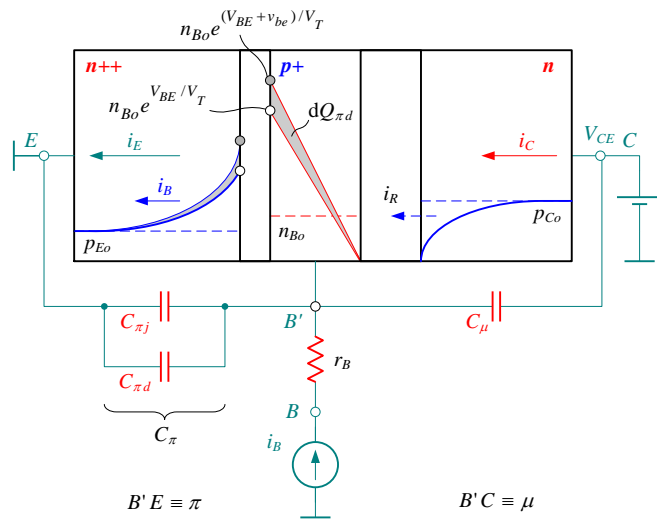 n_{Bo}e^{(V_{BE}+v_{be})/V_T}
n++ p+ n
n_{Bo}e^{V_{BE}/V_T}
dQ_{πd}
E i_E i_C V_{CE} C
i_B i_R
p_{Eo} n_{Bo} p_{Co}
C_{πj} B' C_μ
C_{πd} r_B
B
C_π i_B
B'E ≡ π B'C ≡ μ